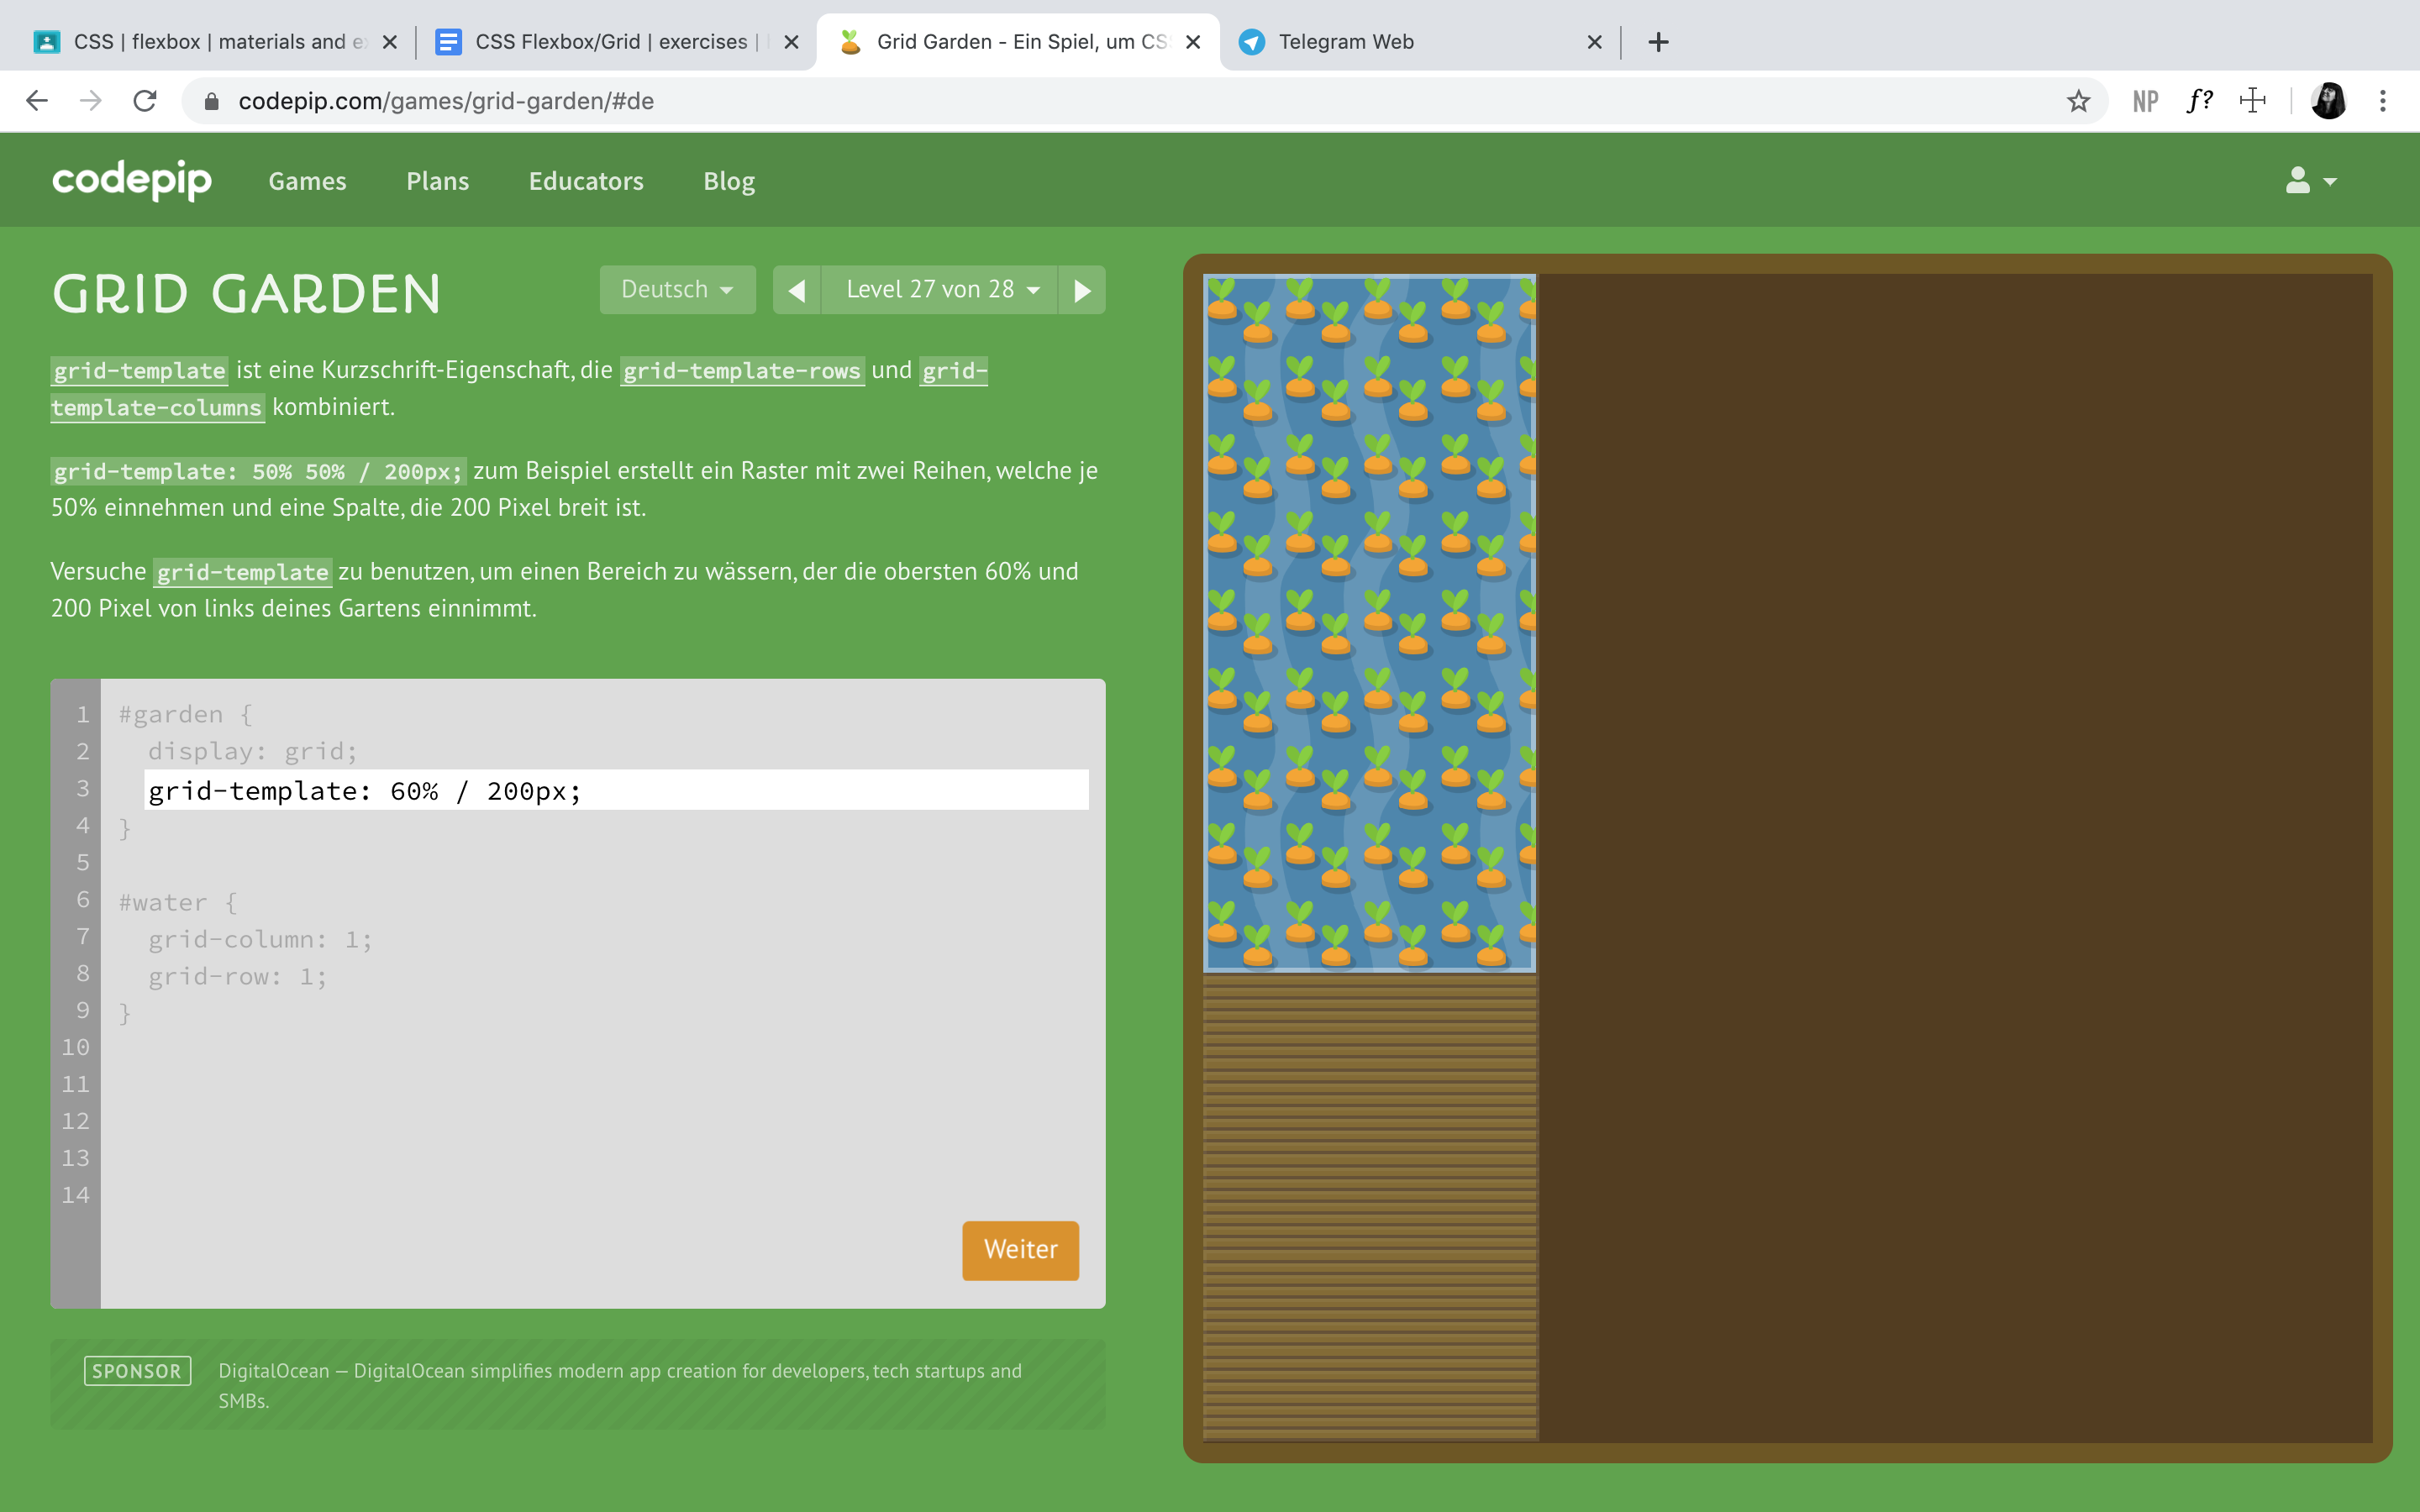 CSS | flexbox | materials and e
CSS Flexbox/Grid | exercises |
Grid Garden - Ein Spiel, um CS
Telegram Web
codepip.com/games/grid-garden/#de
NP
f?
codepip
Games
Plans
Educators
Blog
GRID GARDEN
Deutsch
Level 27 von 28
grid-template ist eine Kurzschrift-Eigenschaft, die grid-template-rows und grid-
template-columns kombiniert.
grid-template: 50% 50% / 200px; zum Beispiel erstellt ein Raster mit zwei Reihen, welche je
50% einnehmen und eine Spalte, die 200 Pixel breit ist.
Versuche grid-template zu benutzen, um einen Bereich zu wässern, der die obersten 60% und
200 Pixel von links deines Gartens einnimmt.
1 #garden {
2 display: grid;
3 grid-template: 60% / 200px;
4 }
5
6 #water {
7 grid-column: 1;
8 grid-row: 1;
9 }
10
11
12
13
14
Weiter
SPONSOR
DigitalOcean — DigitalOcean simplifies modern app creation for developers, tech startups and
SMBs.